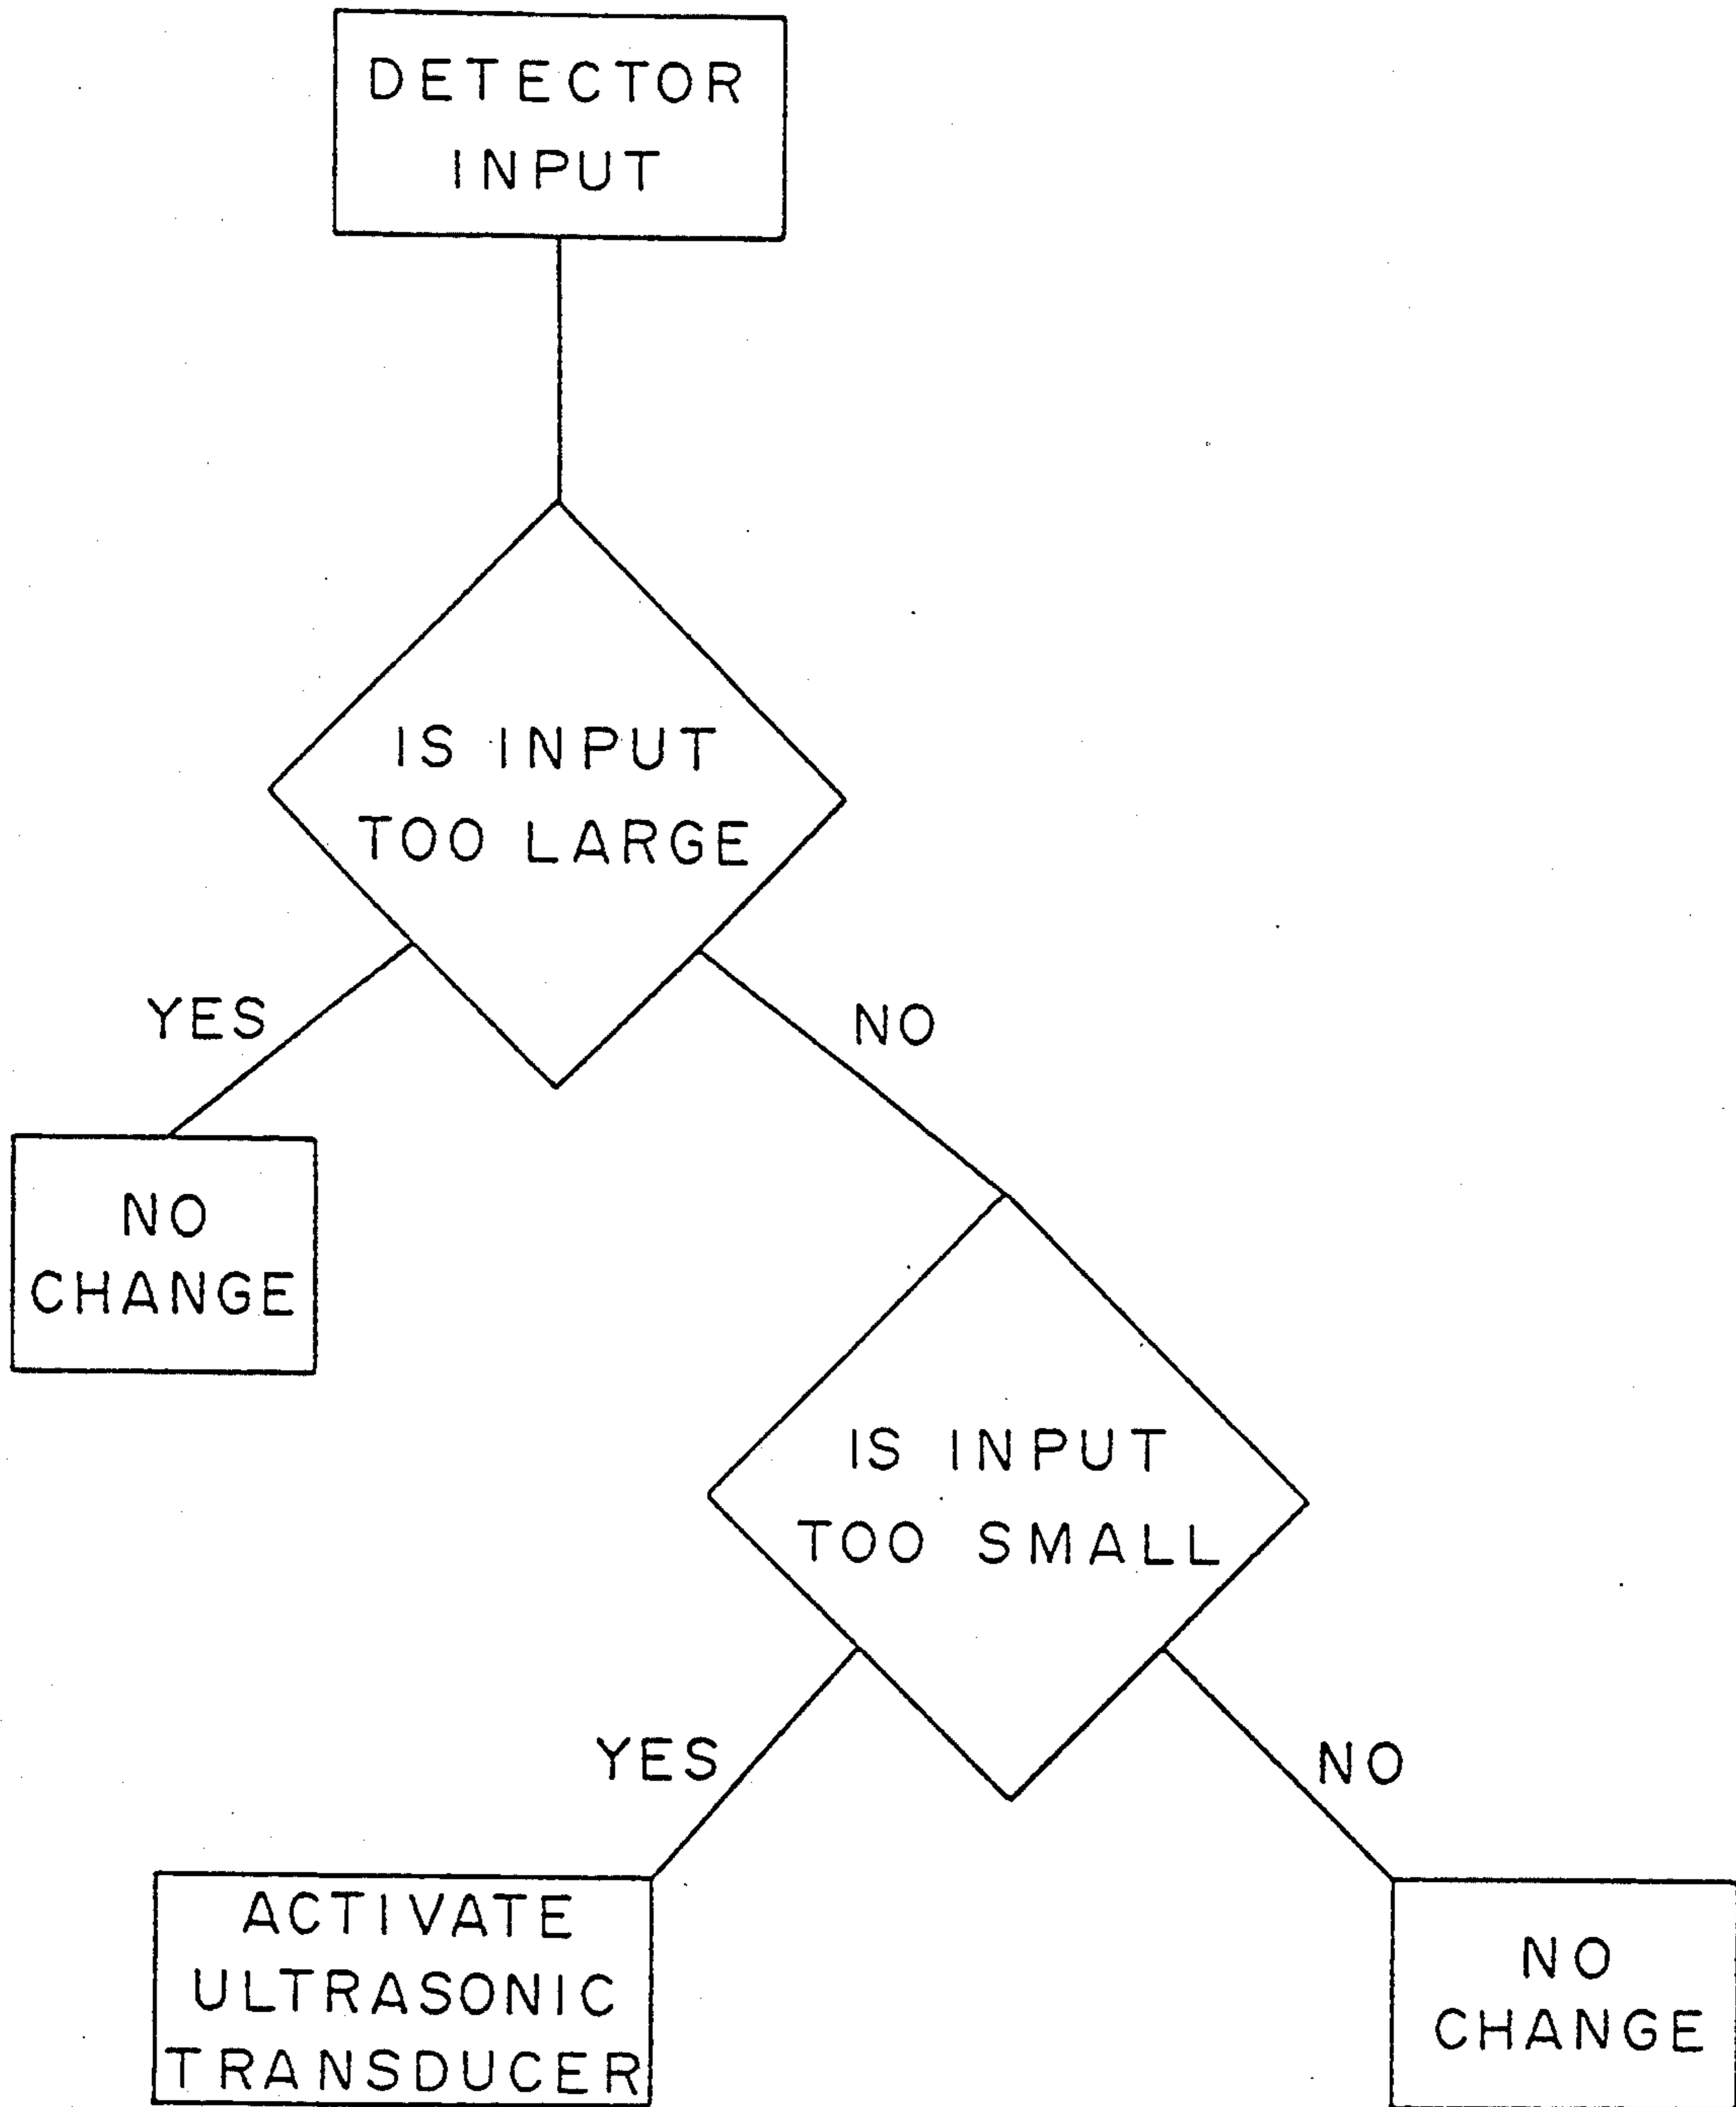 DETECTOR
INPUT
IS INPUT
TOO LARGE
YES
NO
NO
CHANGE
IS INPUT
TOO SMALL
YES
NO
ACTIVATE
ULTRASONIC
TRANSDUCER
NO
CHANGE